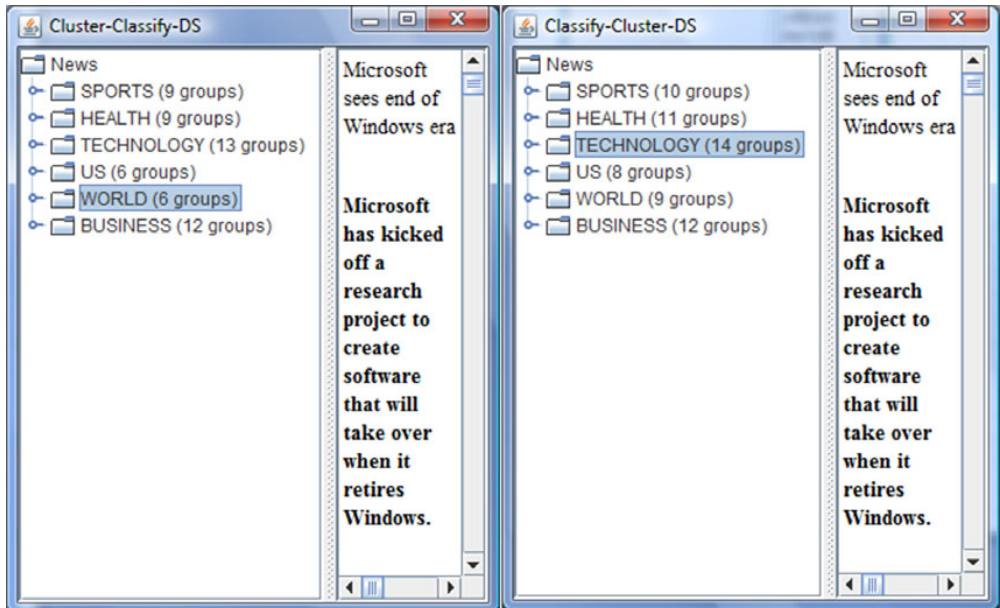 Cluster-Classify-DS
News
SPORTS (9 groups)
HEALTH (9 groups)
TECHNOLOGY (13 groups)
US (6 groups)
WORLD (6 groups)
BUSINESS (12 groups)
Microsoft
sees end of
Windows era
Microsoft
has kicked
off a
research
project to
create
software
that will
take over
when it
retires
Windows.
Classify-Cluster-DS
News
SPORTS (10 groups)
HEALTH (11 groups)
TECHNOLOGY (14 groups)
US (8 groups)
WORLD (9 groups)
BUSINESS (12 groups)
Microsoft
sees end of
Windows era
Microsoft
has kicked
off a
research
project to
create
software
that will
take over
when it
retires
Windows.